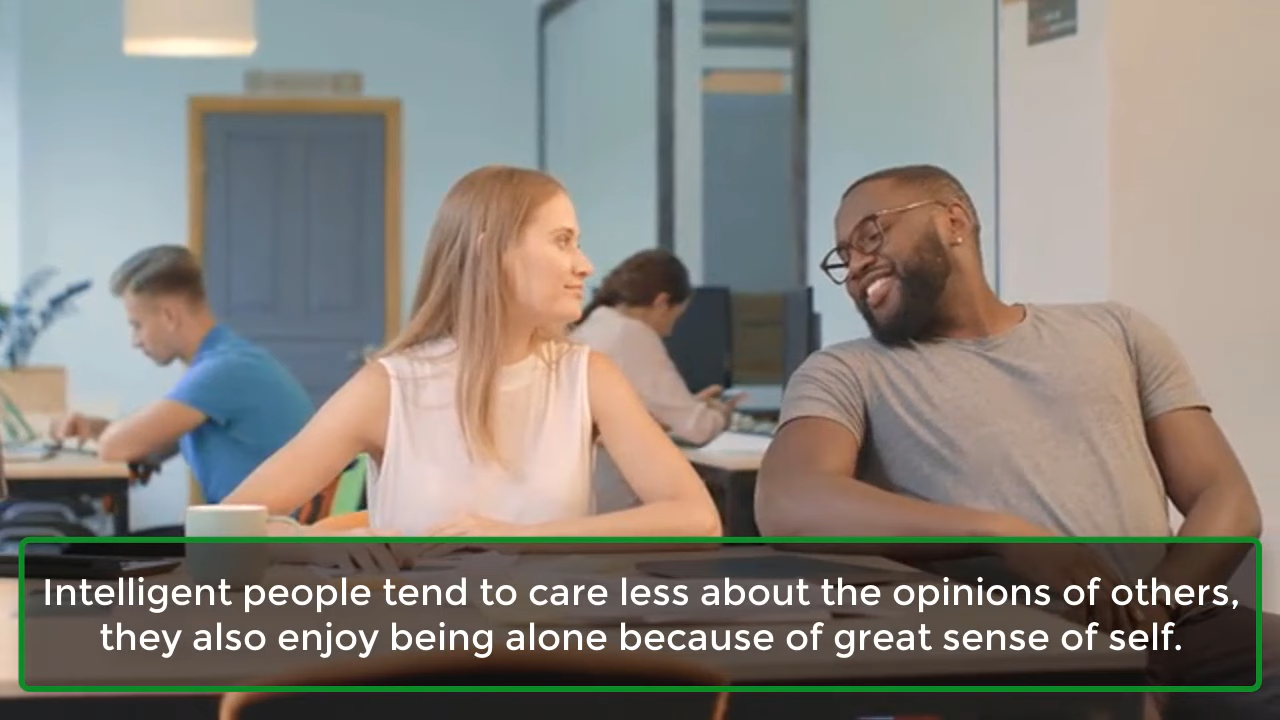 Intelligent people tend to care less about the opinions of others,
they also enjoy being alone because of great sense of self.